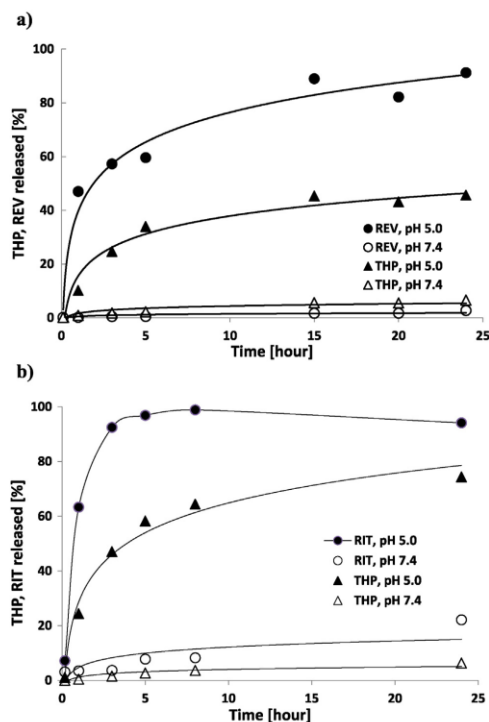 a)
100
80
60
40
20
0
THP, REV released [%]
REV, pH 5.0
REV, pH 7.4
THP, pH 5.0
THP, pH 7.4
0 5 10 15 20 25
Time [hour]
b)
100
80
60
40
20
0
THP, RIT released [%]
RIT, pH 5.0
RIT, pH 7.4
THP, pH 5.0
THP, pH 7.4
0 5 10 15 20 25
Time [hour]